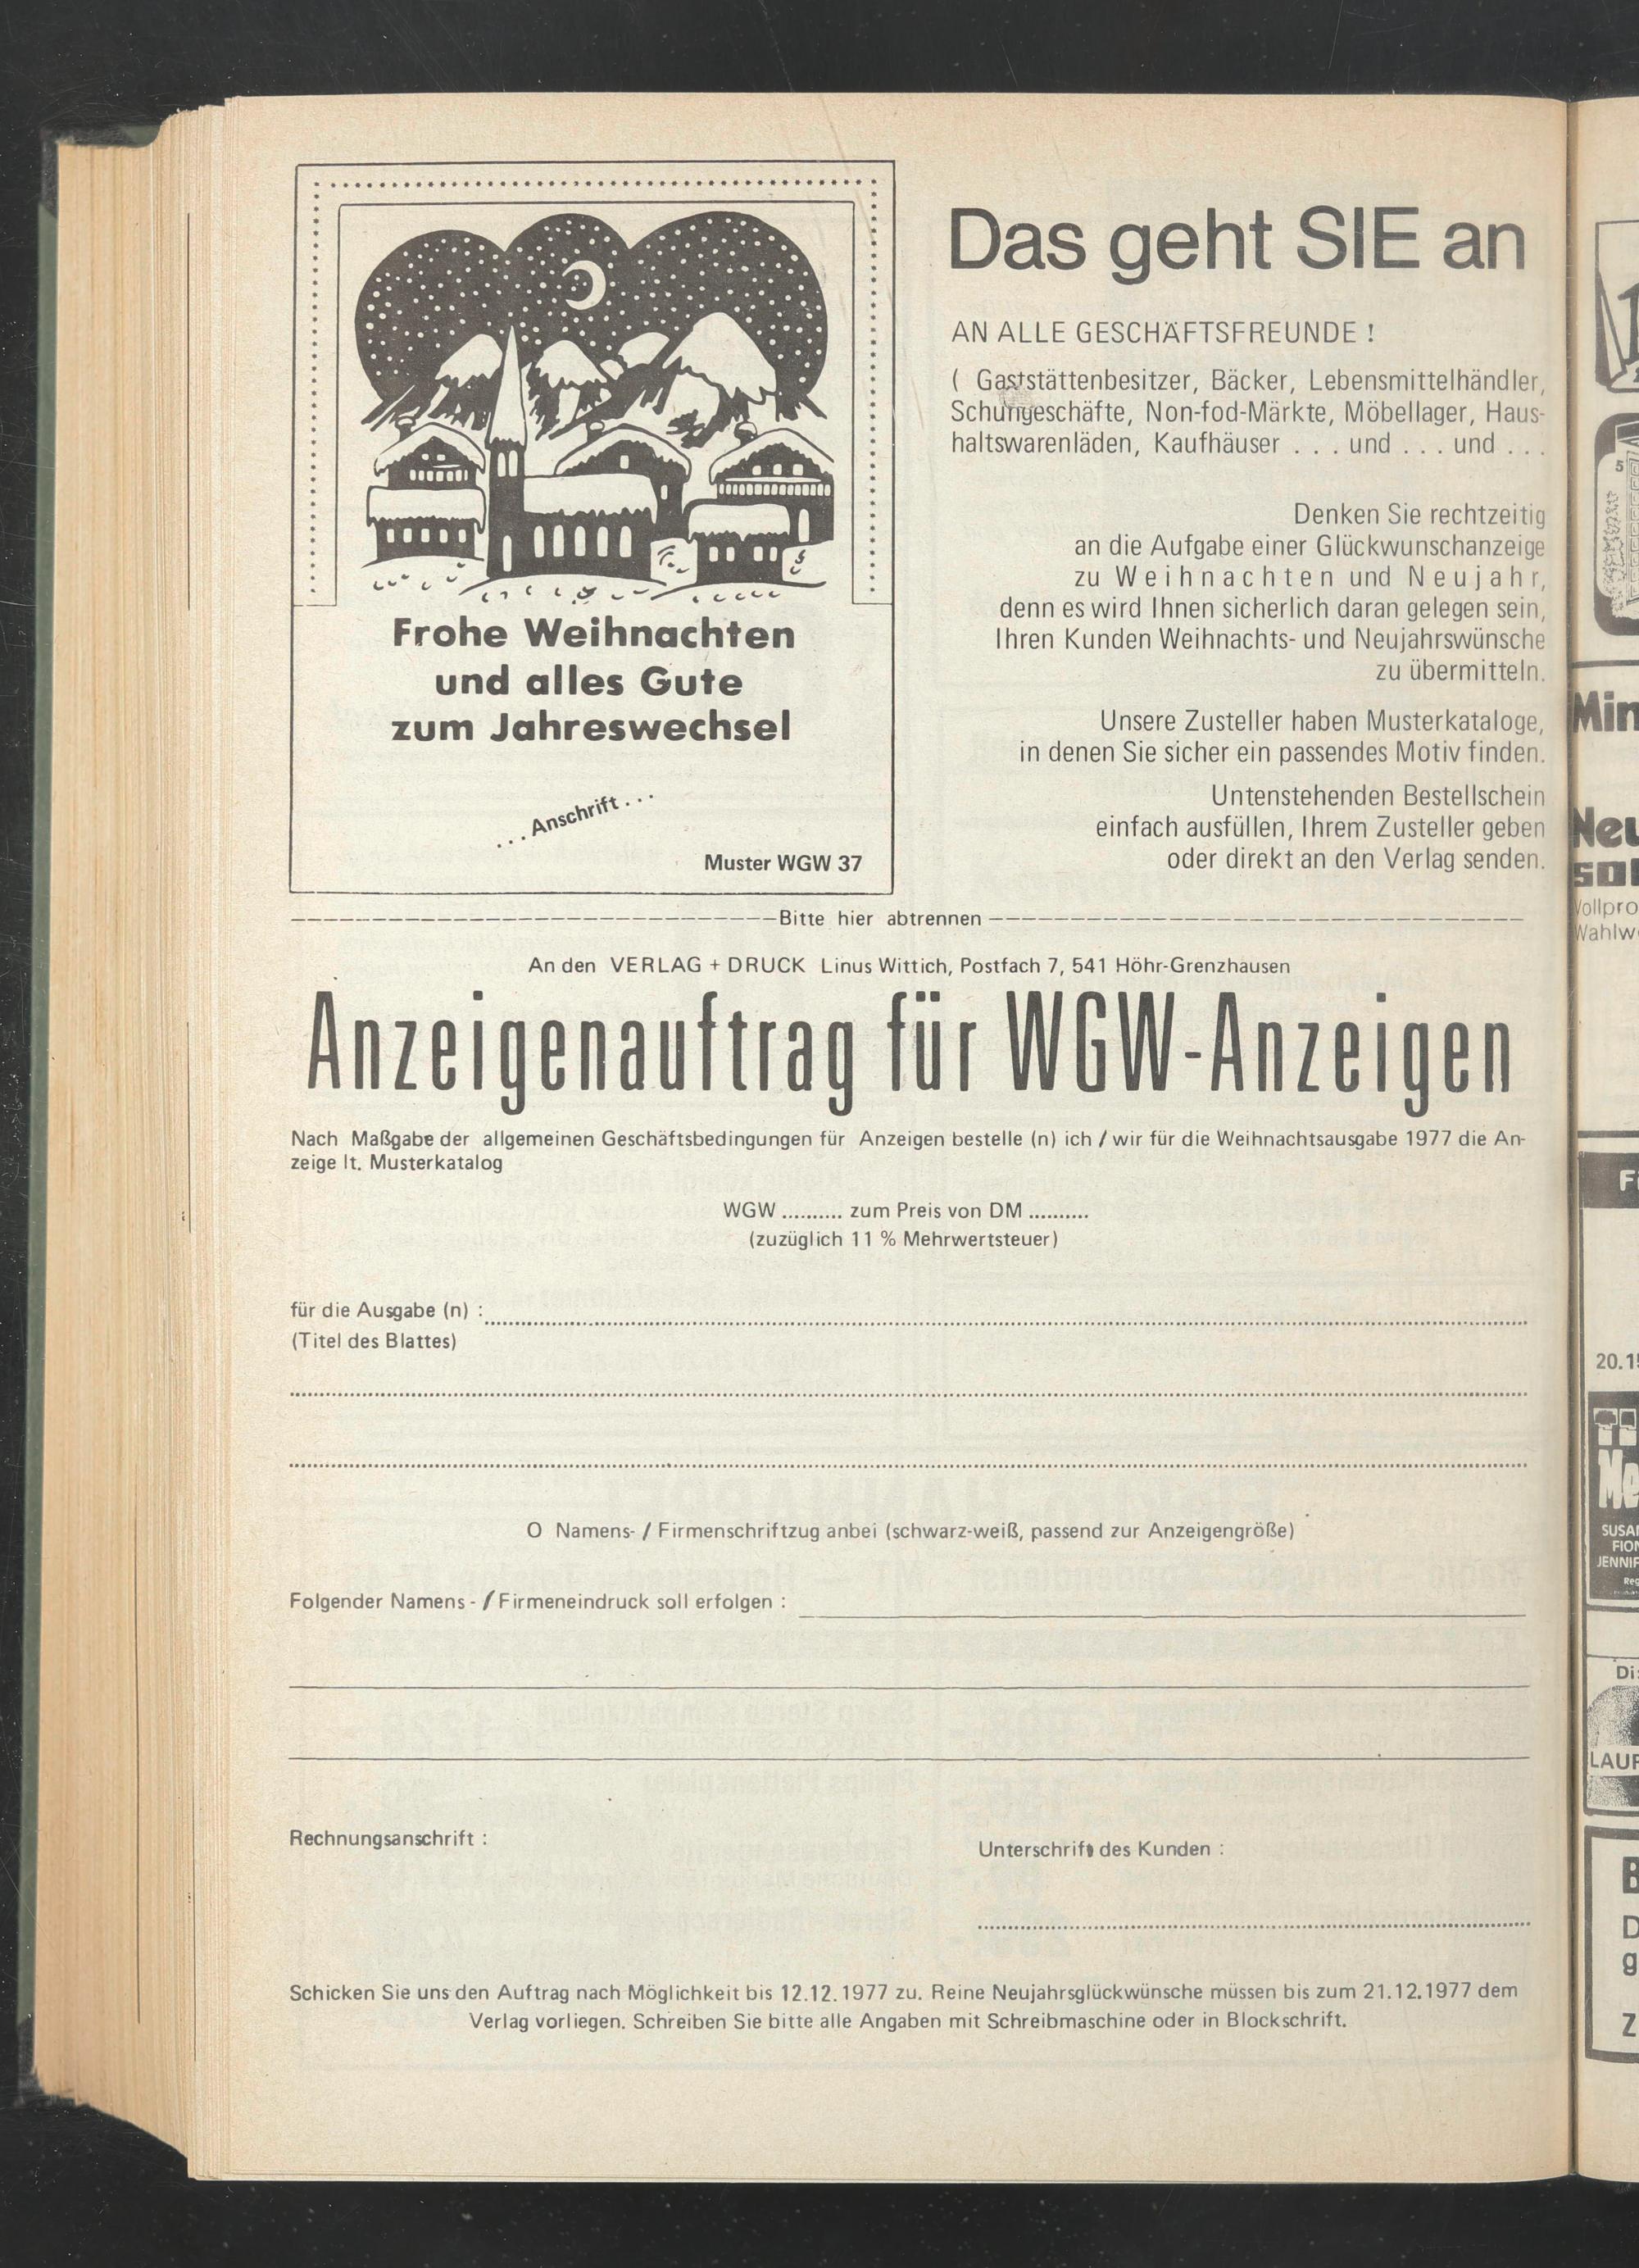 Frohe Weihnachten
und alles Gute
zum Jahreswechsel
. . . Anschrift . . .
Muster WGW 37
Das geht SIE an
AN ALLE GESCHÄFTSFREUNDE !
( Gaststättenbesitzer, Bäcker, Lebensmittelhändler,
Schuhgeschäfte, Non-fod-Märkte, Möbellager, Haus-
haltswarenläden, Kaufhäuser . . . und . . . und . . .
Denken Sie rechtzeitig
an die Aufgabe einer Glückwunschanzeige
zu Weihnachten und Neujahr,
denn es wird Ihnen sicherlich daran gelegen sein,
Ihren Kunden Weihnachts- und Neujahrswünsche
zu übermitteln.
Unsere Zusteller haben Musterkataloge,
in denen Sie sicher ein passendes Motiv finden.
Untenstehenden Bestellschein
einfach ausfüllen, Ihrem Zusteller geben
oder direkt an den Verlag senden.
Bitte hier abtrennen
An den VERLAG + DRUCK Linus Wittich, Postfach 7, 541 Höhr-Grenzhausen
Anzeigenauftrag für WGW-Anzeigen
Nach Maßgabe der allgemeinen Geschäftsbedingungen für Anzeigen bestelle (n) ich / wir für die Weihnachtsausgabe 1977 die An-
zeige lt. Musterkatalog
WGW .......... zum Preis von DM ..........
(zuzüglich 11 % Mehrwertsteuer)
für die Ausgabe (n) :
(Titel des Blattes)
O Namens- / Firmenschriftzug anbei (schwarz-weiß, passend zur Anzeigengröße)
Folgender Namens - / Firmeneindruck soll erfolgen :
Rechnungsanschrift :
Unterschrift des Kunden :
Schicken Sie uns den Auftrag nach Möglichkeit bis 12.12.1977 zu. Reine Neujahrsglückwünsche müssen bis zum 21.12.1977 dem
Verlag vorliegen. Schreiben Sie bitte alle Angaben mit Schreibmaschine oder in Blockschrift.